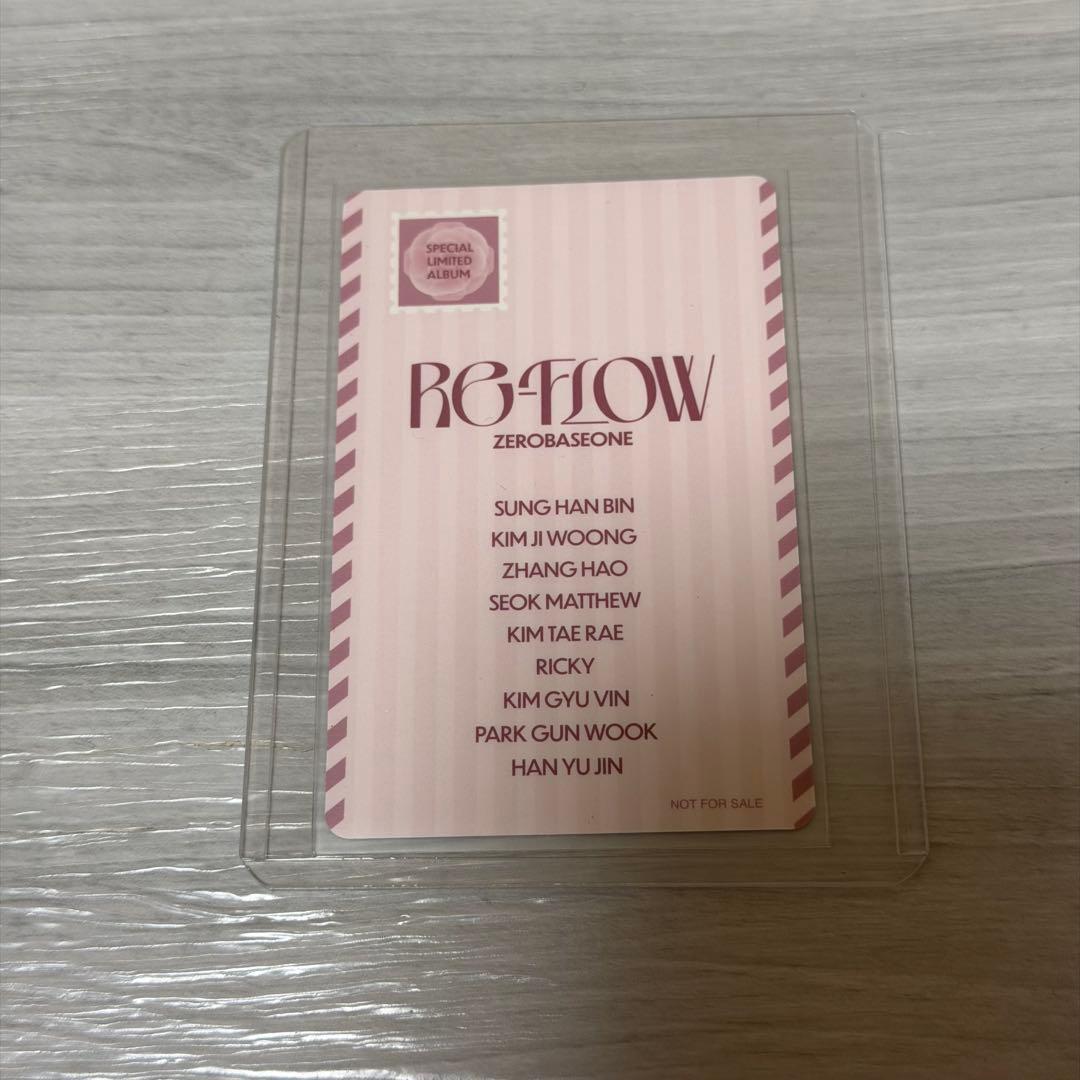 SPECIAL
LIMITED
ALBUM
RE-FLOW
ZEROBASEONE
SUNG HAN BIN
KIM JI WOONG
ZHANG HAO
SEOK MATTHEW
KIM TAE RAE
RICKY
KIM GYU VIN
PARK GUN WOOK
HAN YU JIN
NOT FOR SALE